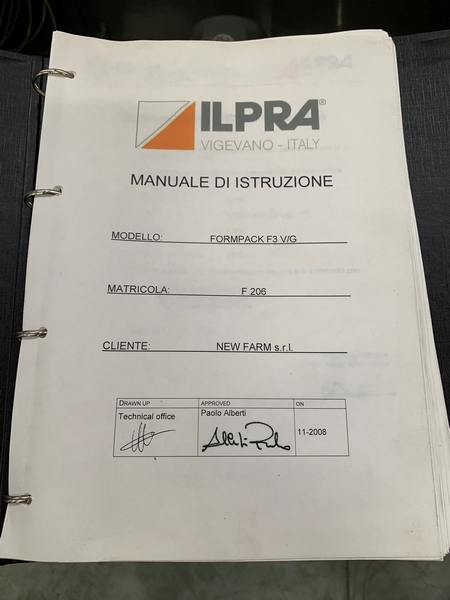 ILPRA®
VIGEVANO - ITALY
MANUALE DI ISTRUZIONE
MODELLO: FORMPACK F3 V/G
MATRICOLA: F 206
CLIENTE: NEW FARM s.r.l.
DRAWN UP APPROVED ON
Technical office Paolo Alberti 11-2008